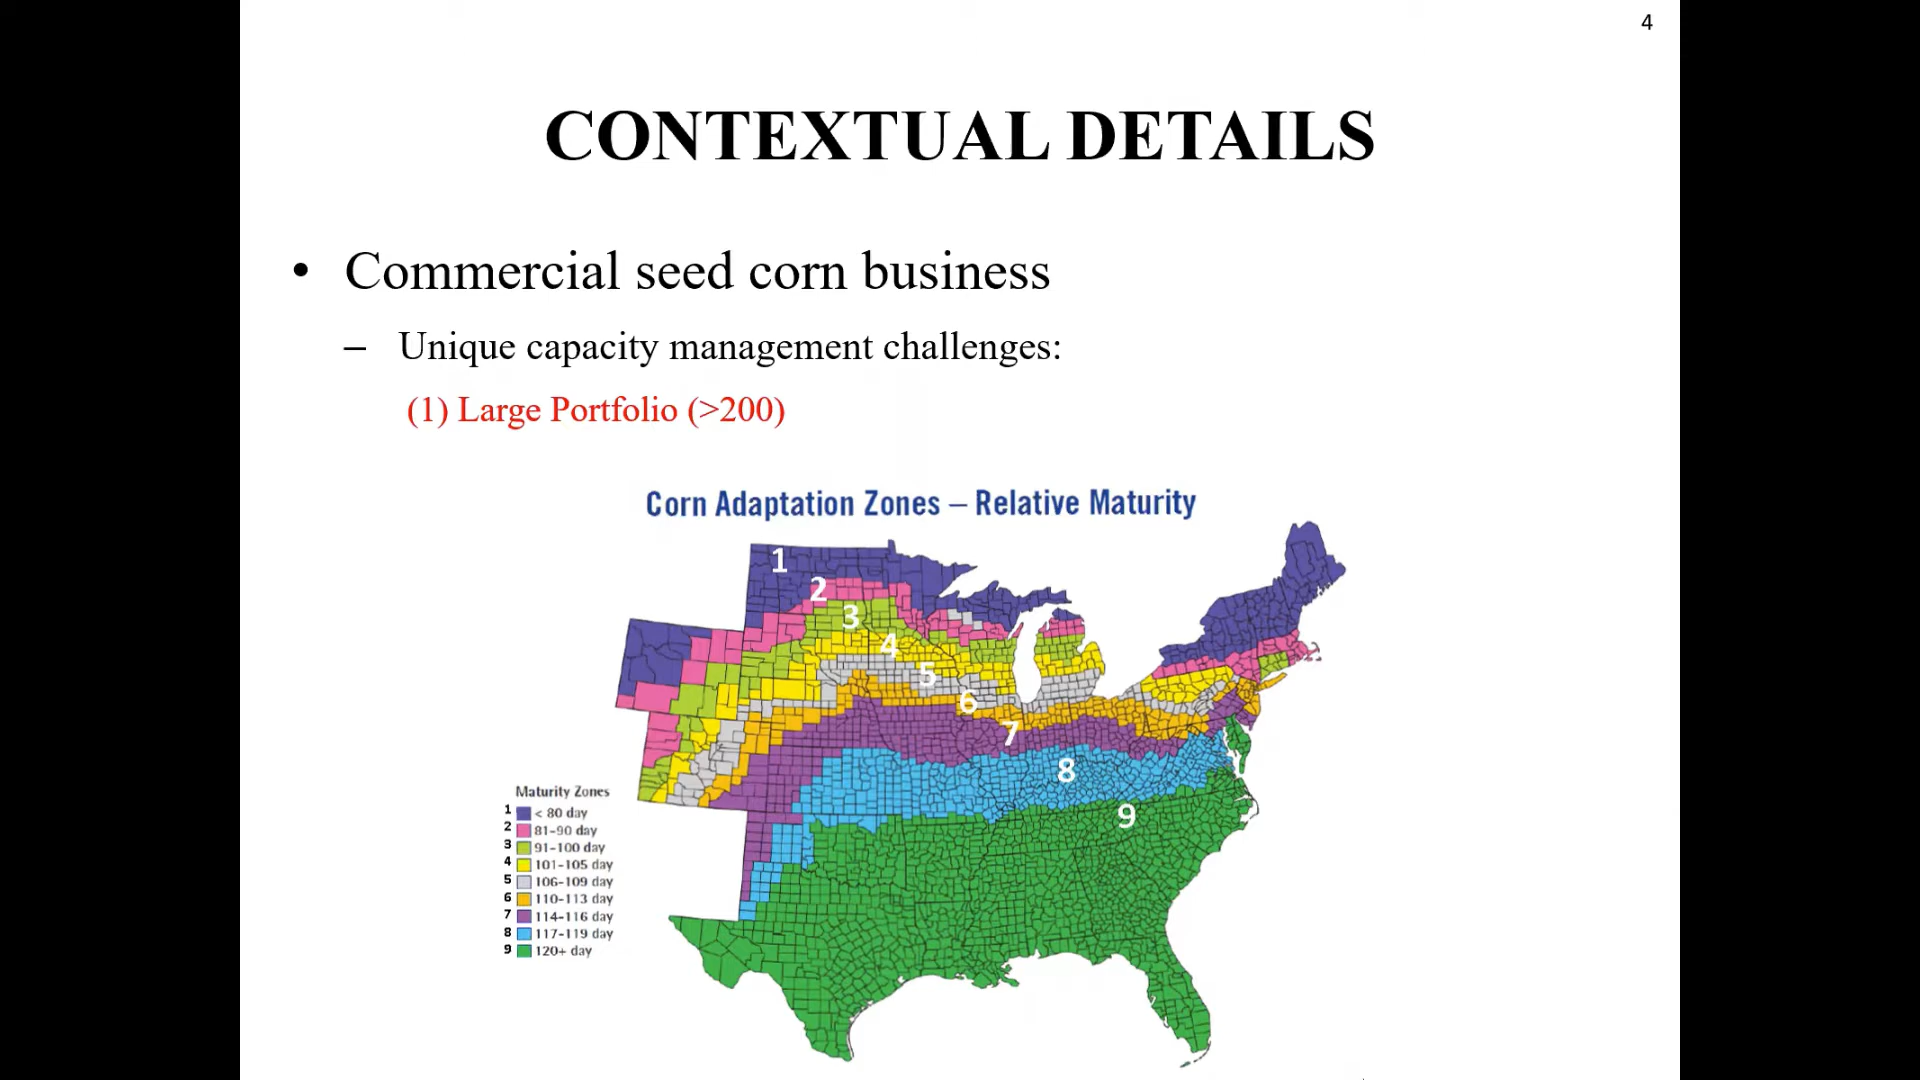 4
CONTEXTUAL DETAILS
• Commercial seed corn business
– Unique capacity management challenges:
(1) Large Portfolio (>200)
Corn Adaptation Zones – Relative Maturity
1
2
3
4
5
6
7
8
9
Maturity Zones
1 < 80 day
2 81-90 day
3 91-100 day
4 101-105 day
5 106-109 day
6 110-113 day
7 114-116 day
8 117-119 day
9 120+ day